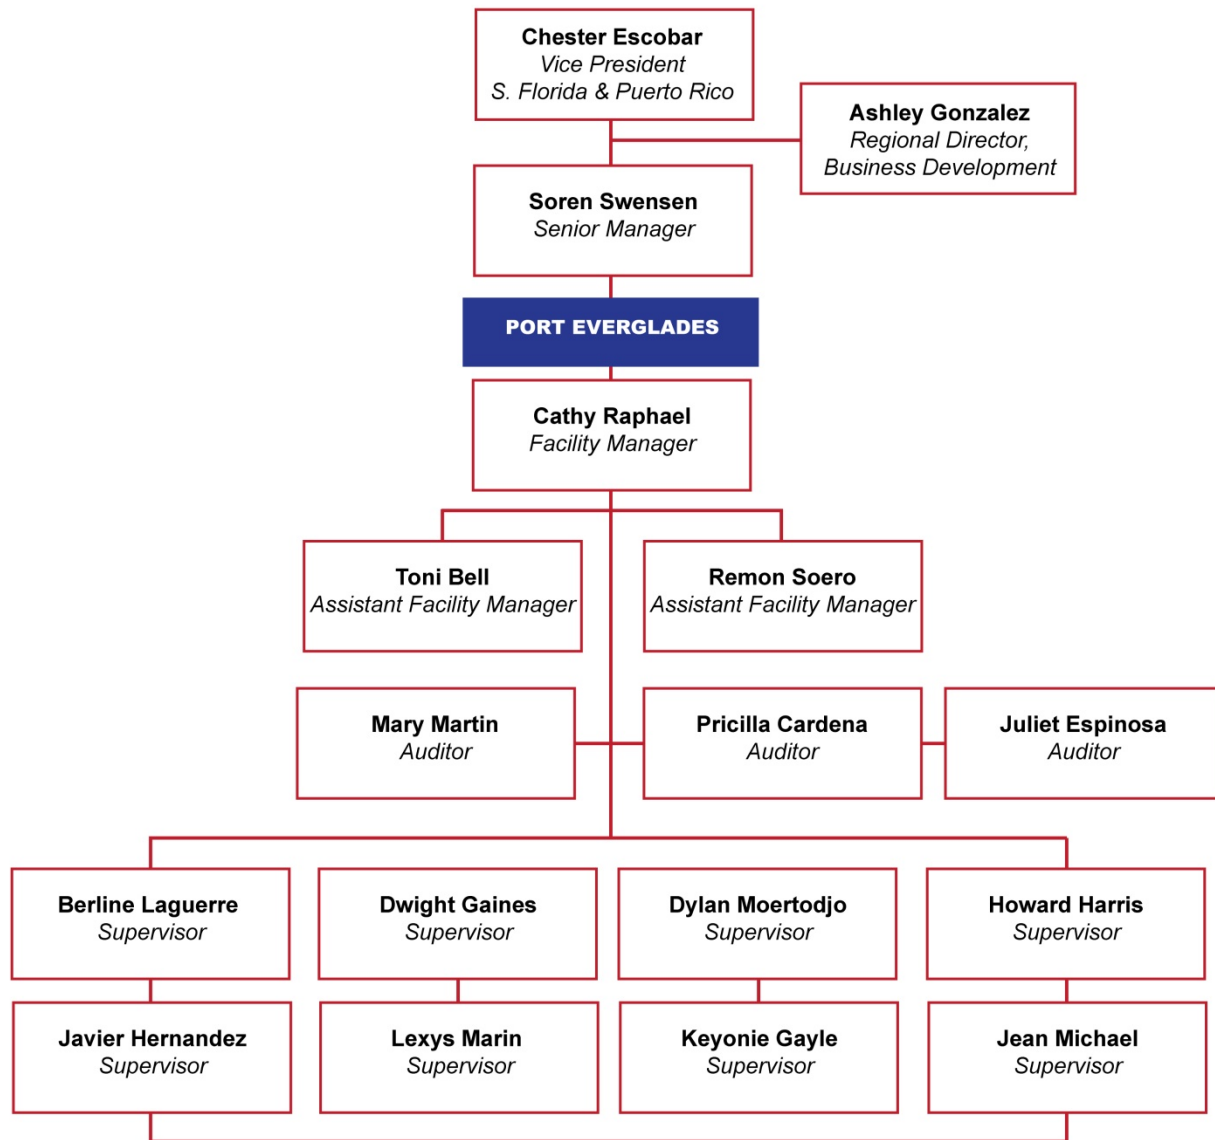 Chester Escobar
Vice President
S. Florida & Puerto Rico
Ashley Gonzalez
Regional Director,
Business Development
Soren Swensen
Senior Manager
PORT EVERGLADES
Cathy Raphael
Facility Manager
Toni Bell
Assistant Facility Manager
Remon Soero
Assistant Facility Manager
Mary Martin
Auditor
Pricilla Cardena
Auditor
Juliet Espinosa
Auditor
Berline Laguerre
Supervisor
Dwight Gaines
Supervisor
Dylan Moertodjo
Supervisor
Howard Harris
Supervisor
Javier Hernandez
Supervisor
Lexys Marin
Supervisor
Keyonie Gayle
Supervisor
Jean Michael
Supervisor